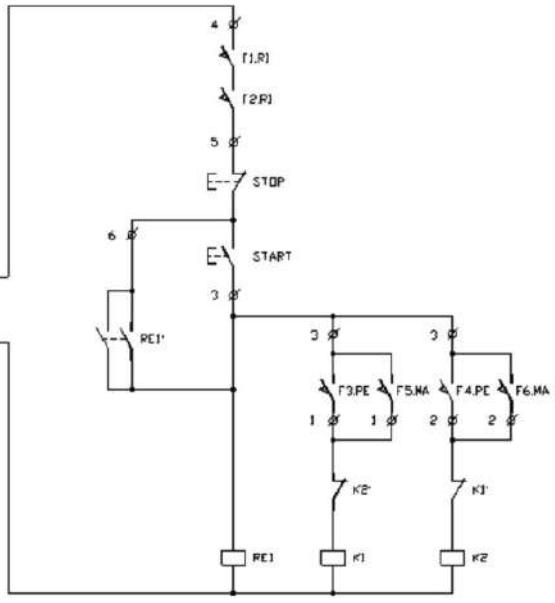 4
F1.RI
F2.RI
5
STOP
6
START
3
RE1'
3
3
F3.PE
F5.MA
F4.PE
F6.MA
1
1
2
2
K2'
K1'
RE1
K1
K2